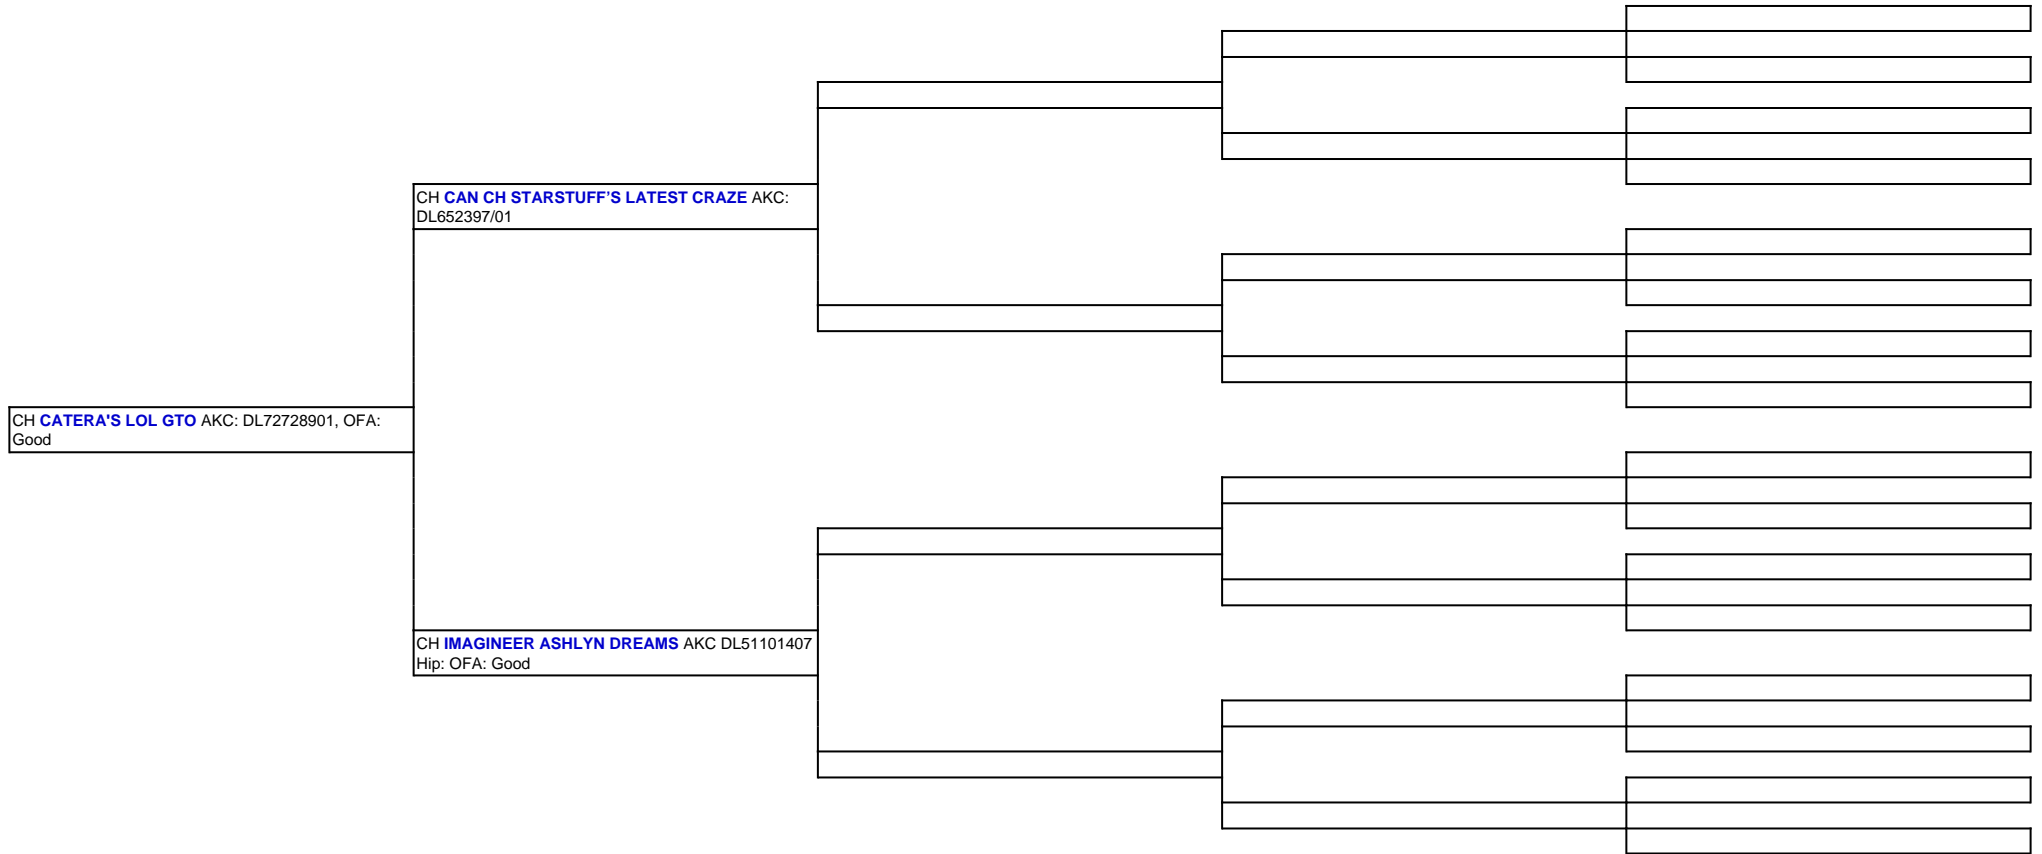 CH CAN CH STARSTUFF’S LATEST CRAZE AKC:
DL652397/01
CH CATERA'S LOL GTO AKC: DL72728901, OFA:
Good
CH IMAGINEER ASHLYN DREAMS AKC DL51101407
Hip: OFA: Good